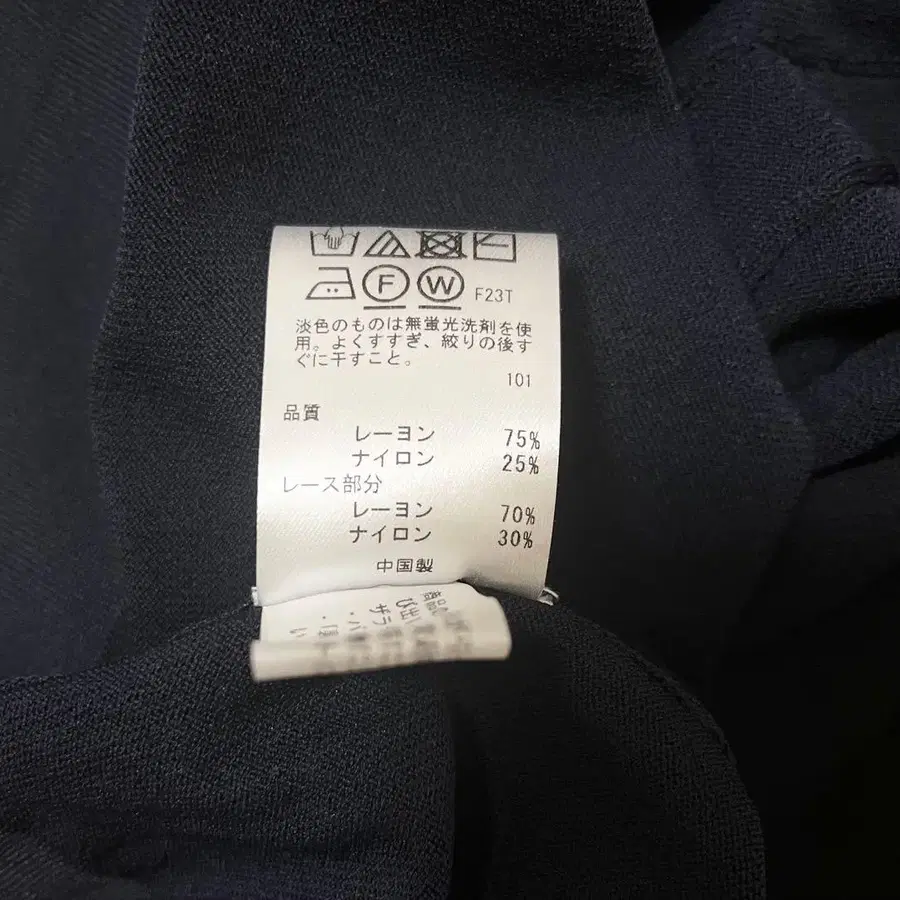 F W F23T
淡色のものは無蛍光洗剤を使
用。よくすすぎ、絞りの後す
ぐに干すこと。
101
品質
レーヨン 75%
ナイロン 25%
レース部分
レーヨン 70%
ナイロン 30%
中国製